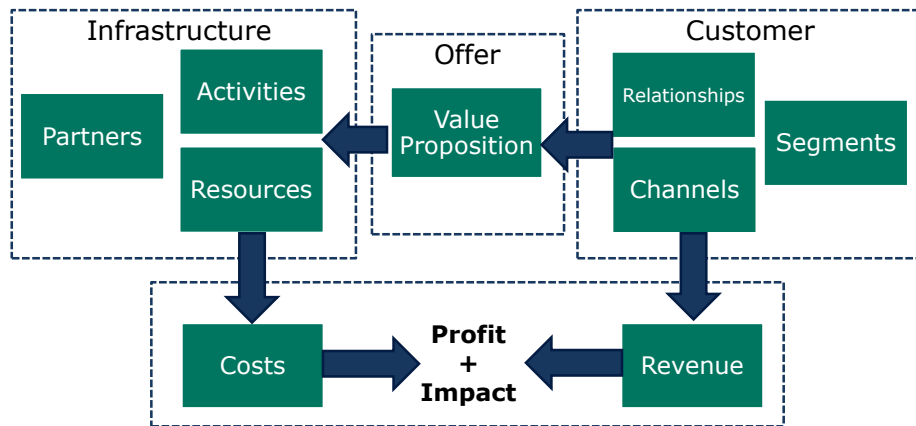 Infrastructure
Partners
Activities
Resources
Offer
Value
Proposition
Customer
Relationships
Channels
Segments
Costs
Profit
+
Impact
Revenue